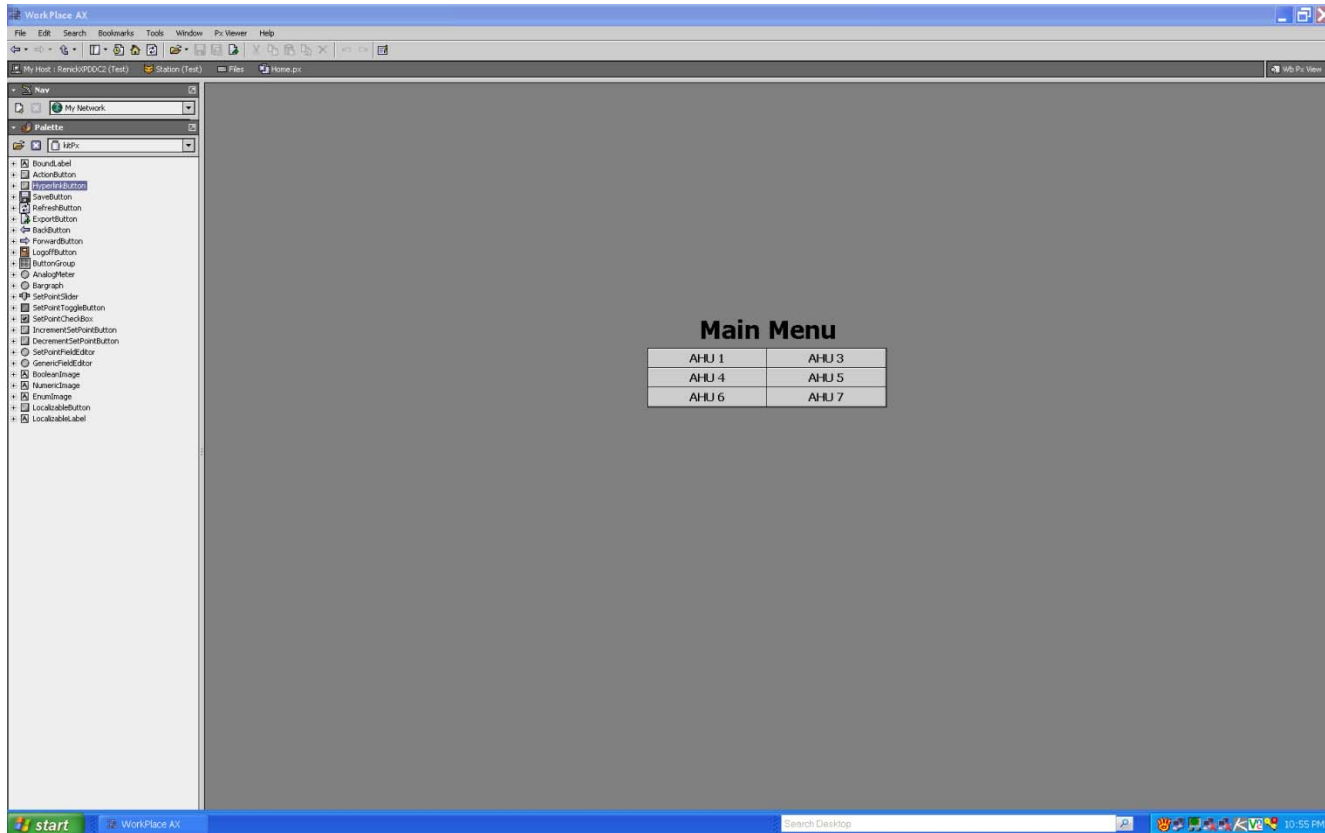 WorkPlace AX
File Edit Search Bookmarks Tools Window Px Viewer Help
My Host : RenickXPDDC2 (Test) Station (Test) Files Home.px Wb Px View
Nav
My Network
Palette
kitPx
BoundLabel
ActionButton
HyperlinkButton
SaveButton
RefreshButton
ExportButton
BackButton
ForwardButton
LogoffButton
ButtonGroup
AnalogMeter
Bargraph
SetPointSlider
SetPointToggleButton
SetPointCheckBox
IncrementSetPointButton
DecrementSetPointButton
SetPointFieldEditor
GenericFieldEditor
BooleanImage
NumericImage
EnumImage
LocalizableButton
LocalizableLabel
Main Menu
AHU 1 AHU 3
AHU 4 AHU 5
AHU 6 AHU 7
start WorkPlace AX Search Desktop 10:55 PM